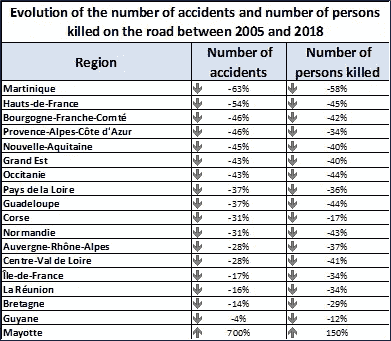 Evolution of the number of accidents and number of persons
killed on the road between 2005 and 2018
Region Number of accidents Number of persons killed
Martinique -63% -58%
Hauts-de-France -54% -45%
Bourgogne-Franche-Comté -46% -42%
Provence-Alpes-Côte d'Azur -46% -34%
Nouvelle-Aquitaine -45% -40%
Grand Est -43% -40%
Occitanie -43% -44%
Pays de la Loire -37% -36%
Guadeloupe -37% -44%
Corse -31% -17%
Normandie -31% -43%
Auvergne-Rhône-Alpes -28% -37%
Centre-Val de Loire -28% -41%
Île-de-France -17% -34%
La Réunion -16% -34%
Bretagne -14% -29%
Guyane -4% -12%
Mayotte 700% 150%